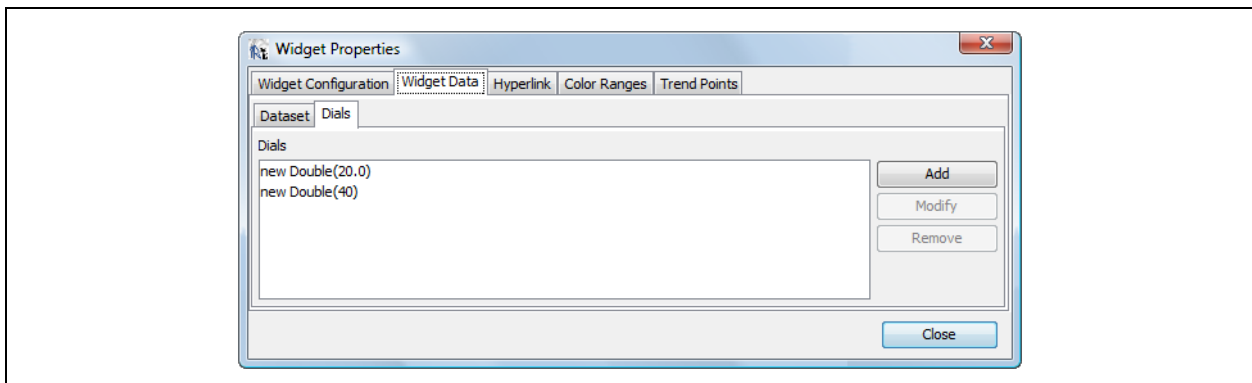 Widget Properties
Widget Configuration Widget Data Hyperlink Color Ranges Trend Points
Dataset Dials
Dials
new Double(20.0)
new Double(40)
Add
Modify
Remove
Close